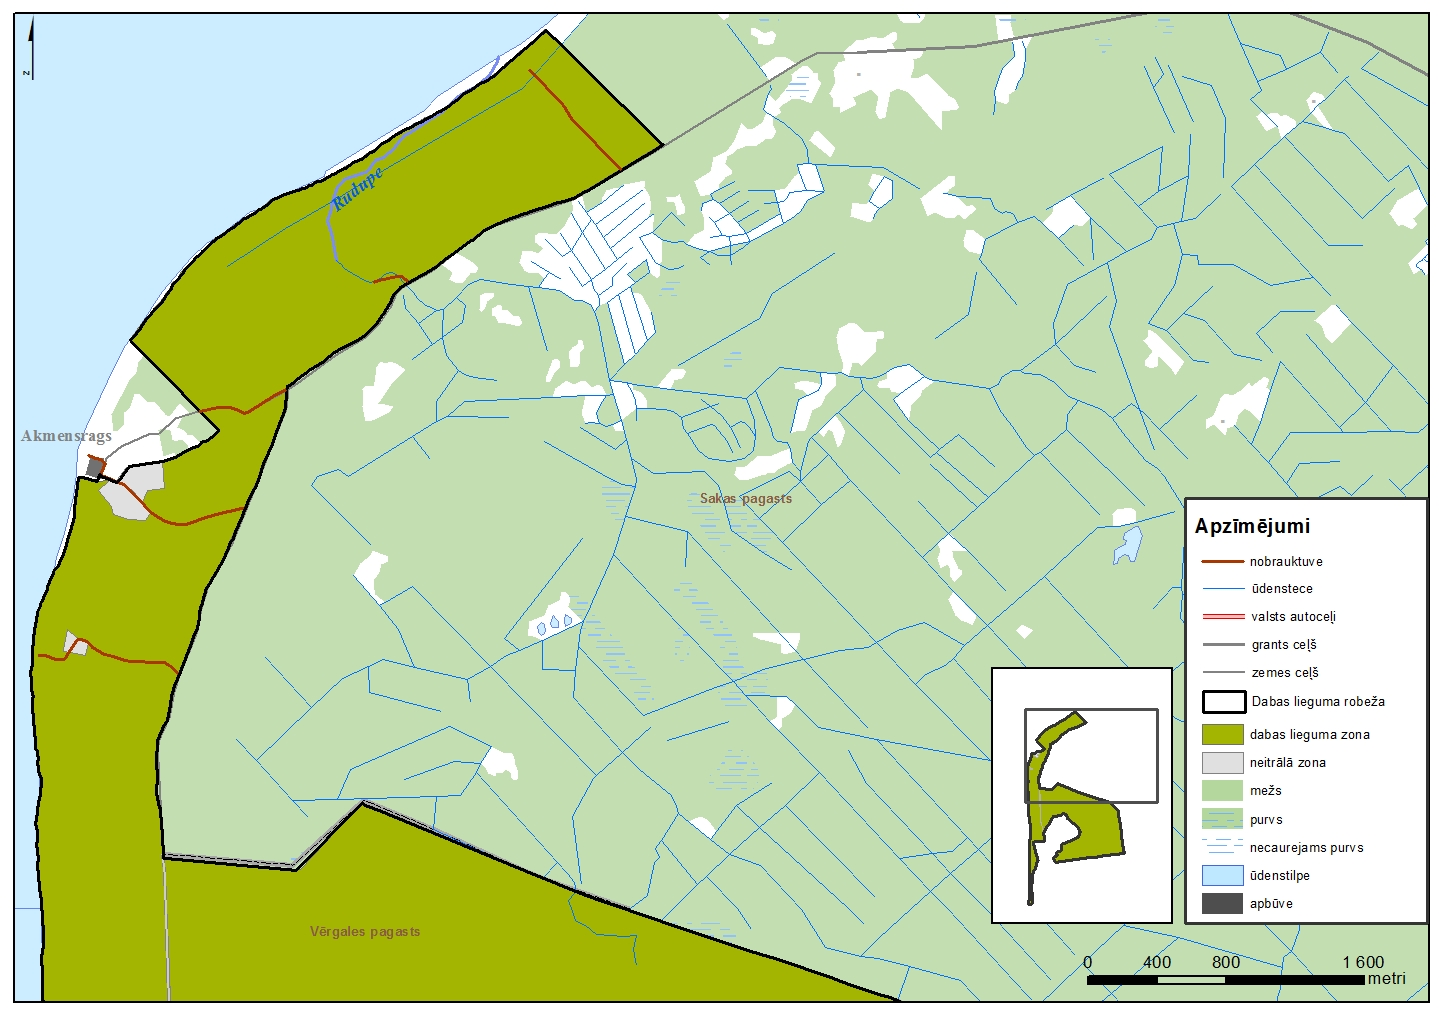 z
Rudupe
Akmensrags
Sakas pagasts
Vērgales pagasts
Apzīmējumi
nobrauktuve
ūdenstece
valsts autoceļi
grants ceļš
zemes ceļš
Dabas lieguma robeža
dabas lieguma zona
neitrālā zona
mežs
purvs
necaurejams purvs
ūdenstilpe
apbūve
0 400 800 1 600
metri